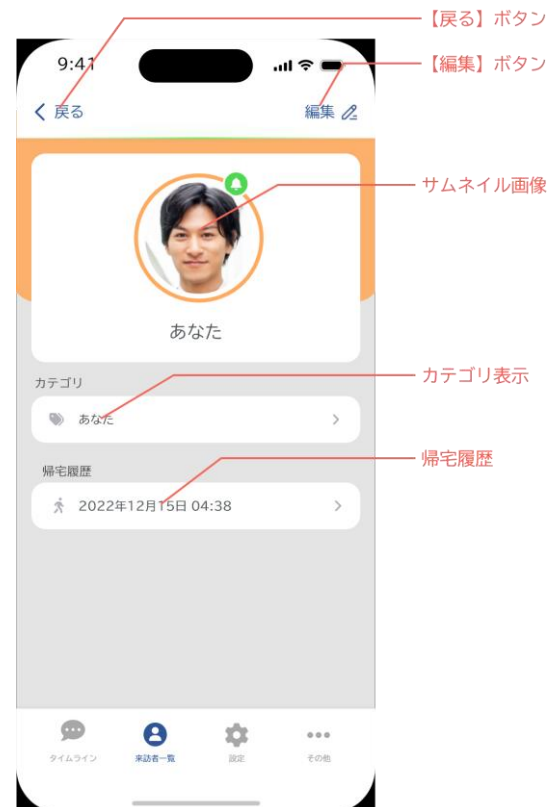 【戻る】ボタン
9:41
【編集】ボタン
戻る
編集
サムネイル画像
あなた
カテゴリ
カテゴリ表示
あなた
帰宅履歴
帰宅履歴
2022年12月15日 04:38
タイムライン
来訪者一覧
設定
その他